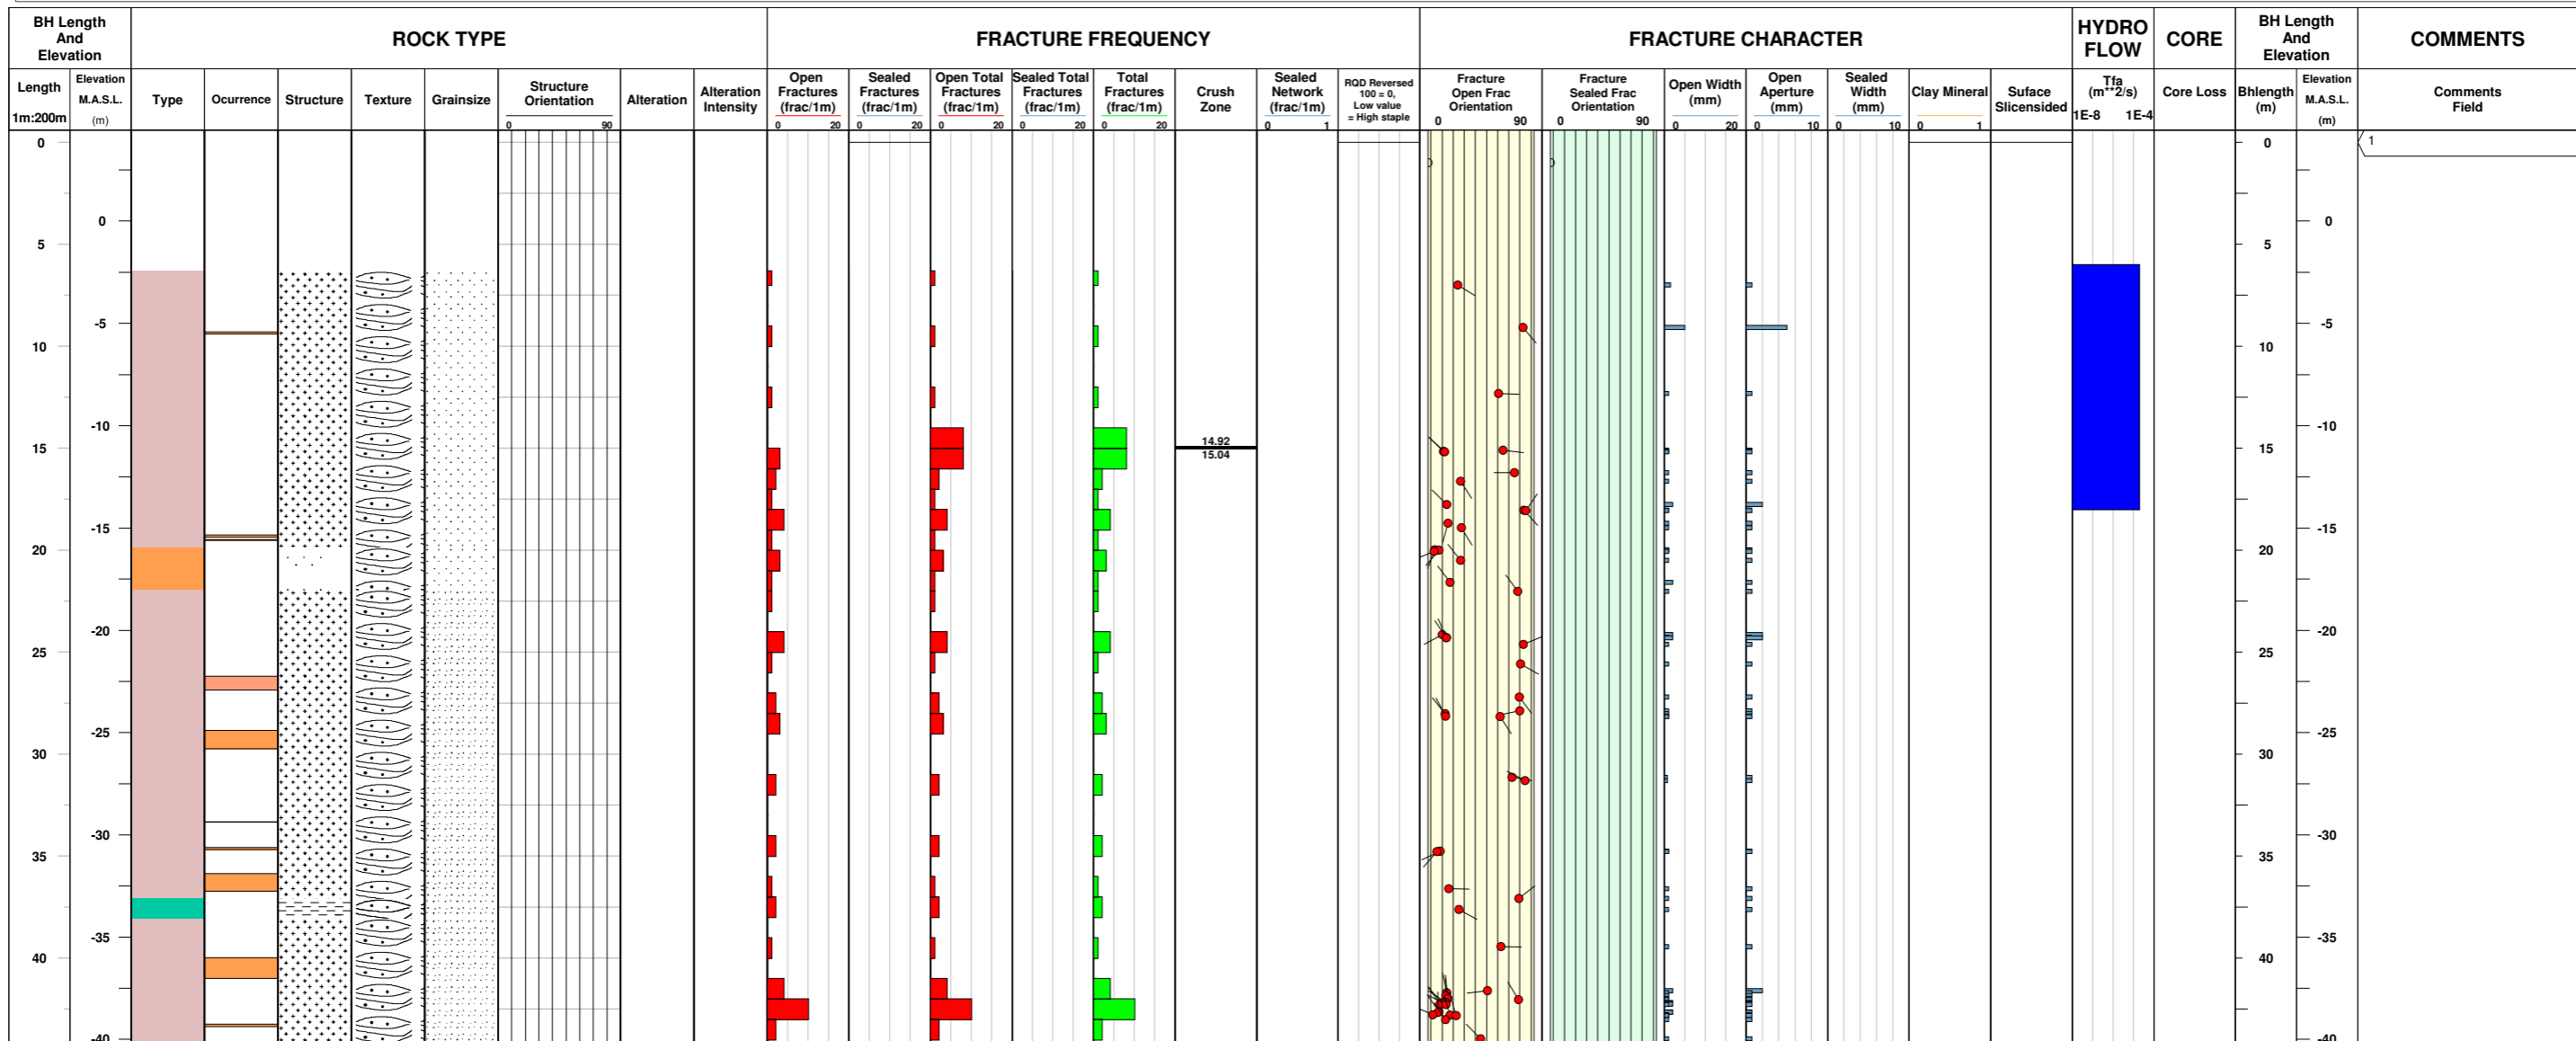 BH Length
And
Elevation
ROCK TYPE
FRACTURE FREQUENCY
FRACTURE CHARACTER
HYDRO
FLOW
CORE
BH Length
And
Elevation
COMMENTS
Length
1m:200m
Elevation
M.A.S.L.
(m)
Type
Ocurrence
Structure
Texture
Grainsize
Structure
Orientation
0 90
Alteration
Alteration
Intensity
Open
Fractures
(frac/1m)
0 20
Sealed
Fractures
(frac/1m)
0 20
Open Total
Fractures
(frac/1m)
0 20
Sealed Total
Fractures
(frac/1m)
0 20
Total
Fractures
(frac/1m)
0 20
Crush
Zone
Sealed
Network
(frac/1m)
0 1
RQD Reversed
100 = 0,
Low value
= High staple
Fracture
Open Frac
Orientation
0 90
Fracture
Sealed Frac
Orientation
0 90
Open Width
(mm)
0 20
Open
Aperture
(mm)
0 10
Sealed
Width
(mm)
0 10
Clay Mineral
0 1
Suface
Slicensided
Tfa
(m**2/s)
1E-8 1E-4
Core Loss
Bhlength
(m)
Elevation
M.A.S.L.
(m)
Comments
Field
0
5
10
15
20
25
30
35
40
0
-5
-10
-15
-20
-25
-30
-35
-40
14.92
15.04
0
5
10
15
20
25
30
35
40
0
-5
-10
-15
-20
-25
-30
-35
-40
1